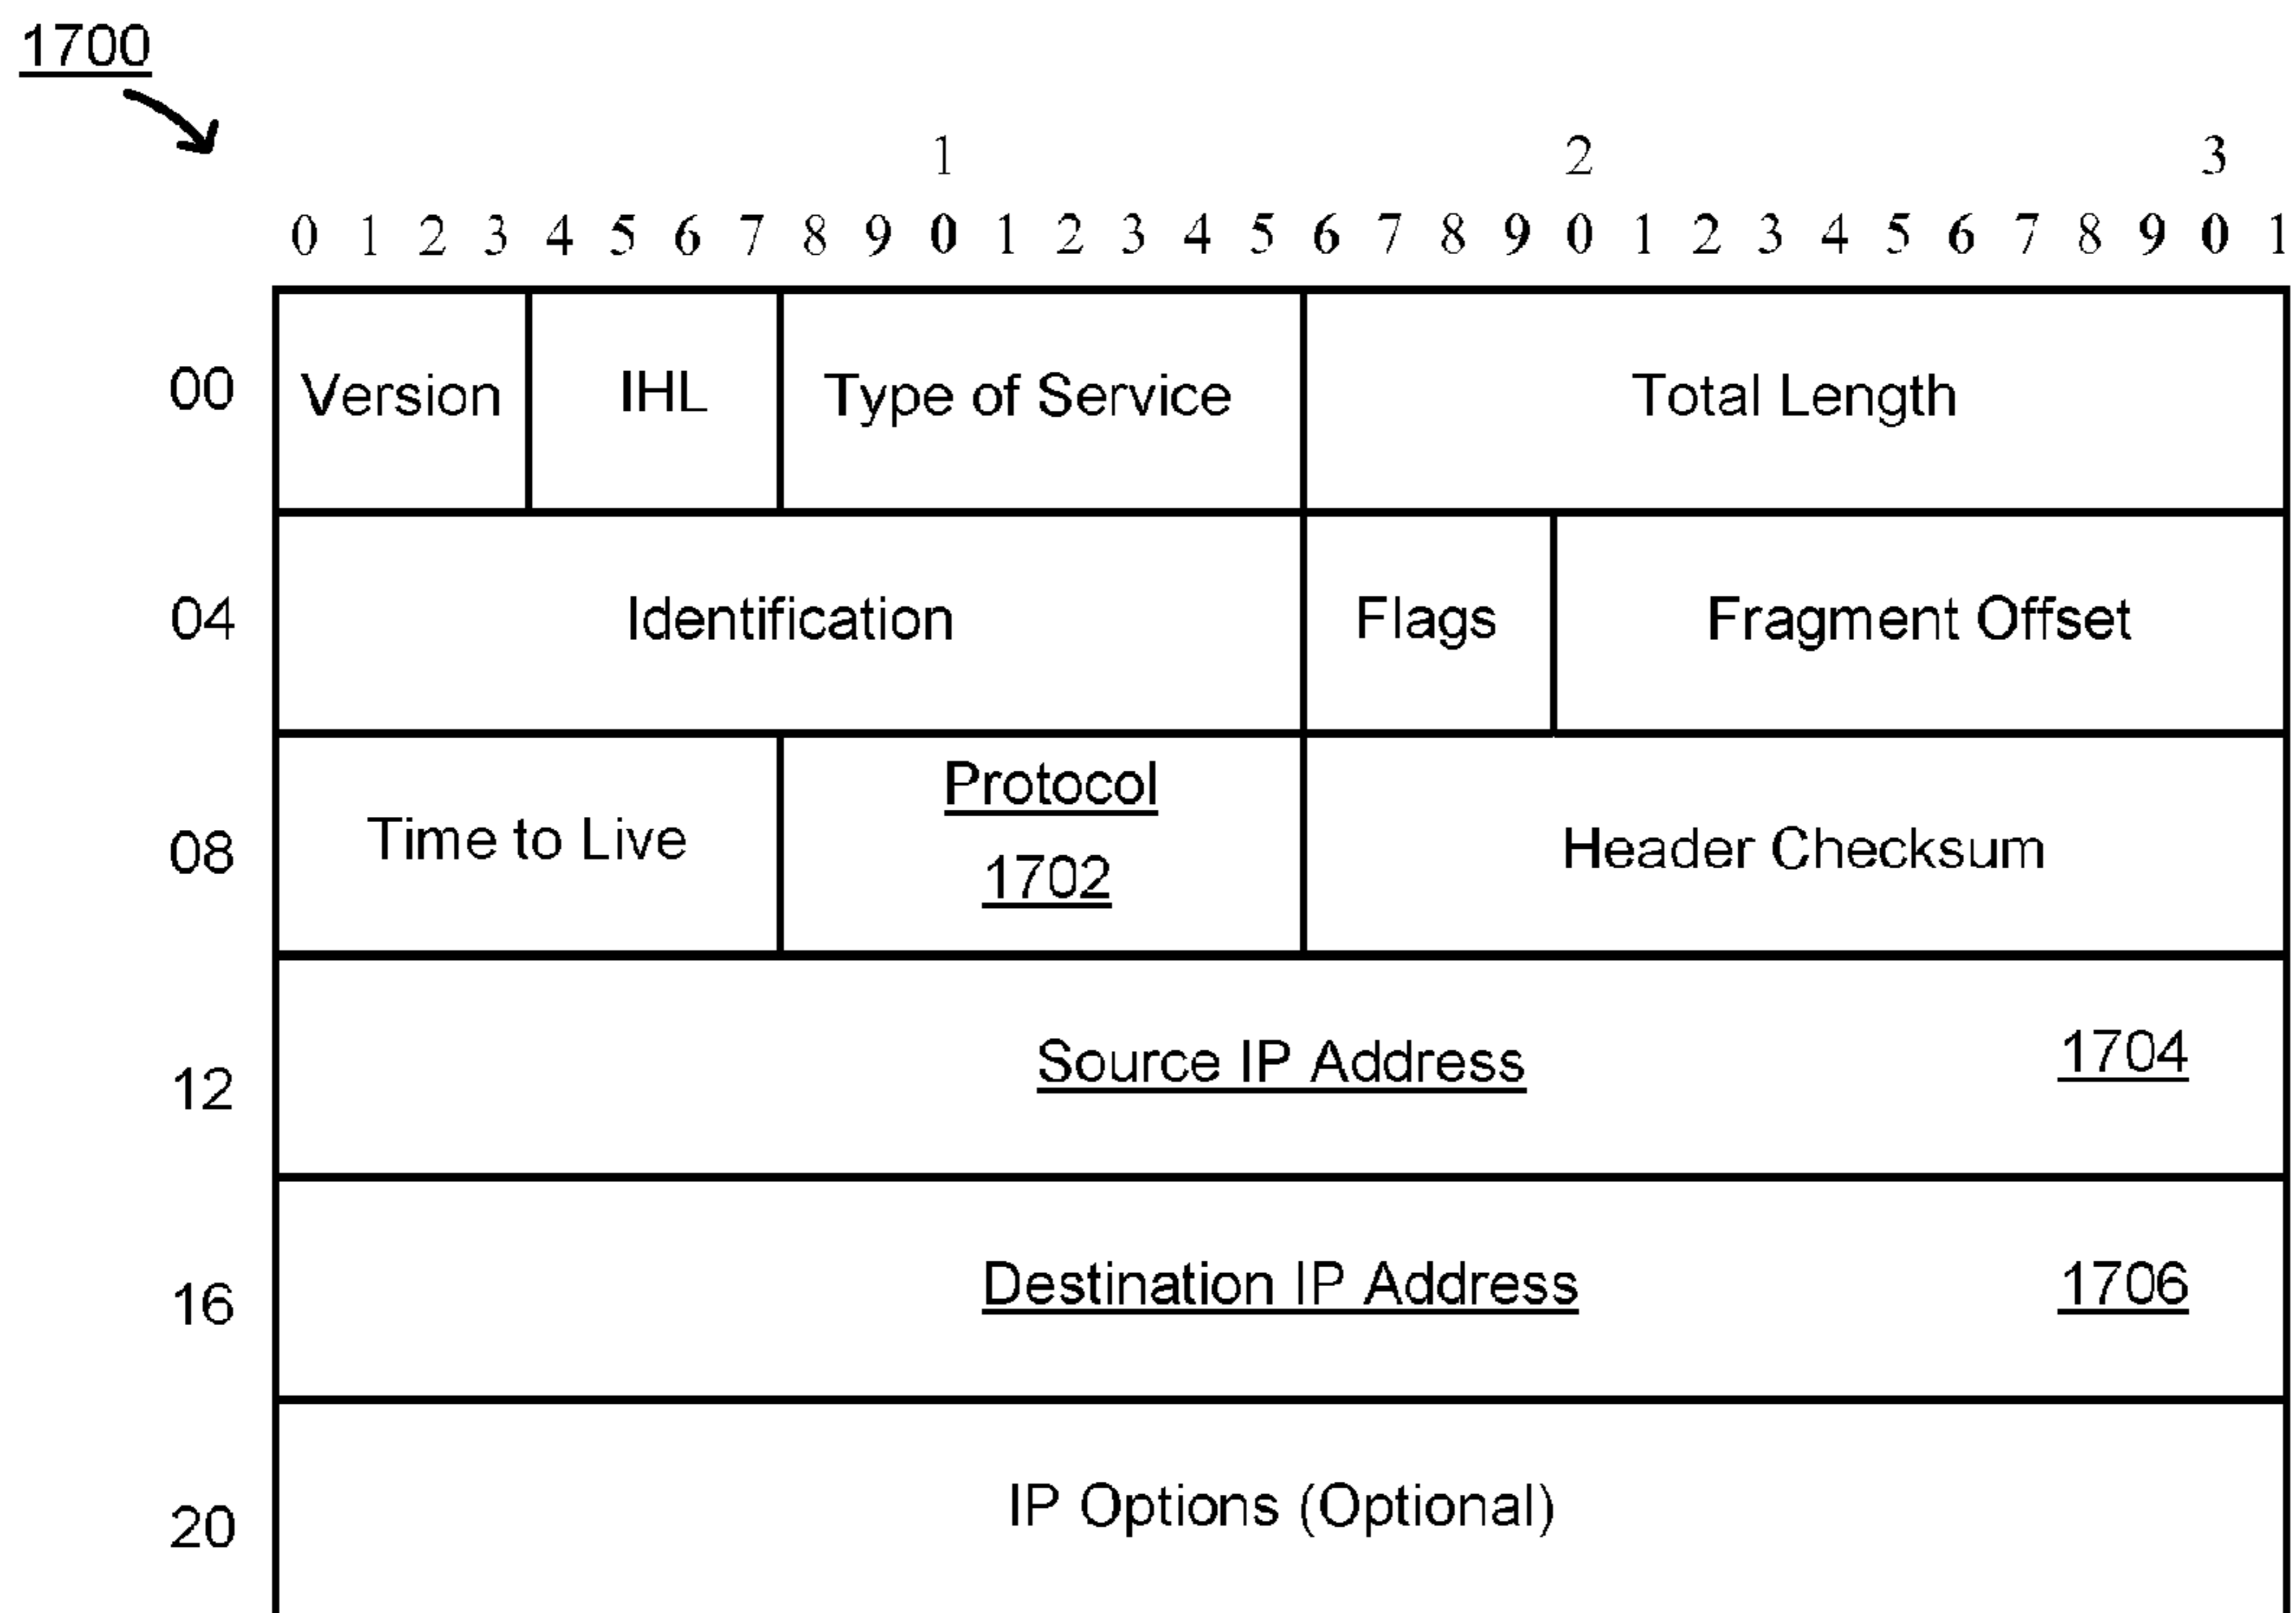 1700
1 2 3
0 1 2 3 4 5 6 7 8 9 0 1 2 3 4 5 6 7 8 9 0 1 2 3 4 5 6 7 8 9 0 1
00 Version IHL Type of Service Total Length
04 Identification Flags Fragment Offset
08 Time to Live Protocol 1702 Header Checksum
12 Source IP Address 1704
16 Destination IP Address 1706
20 IP Options (Optional)